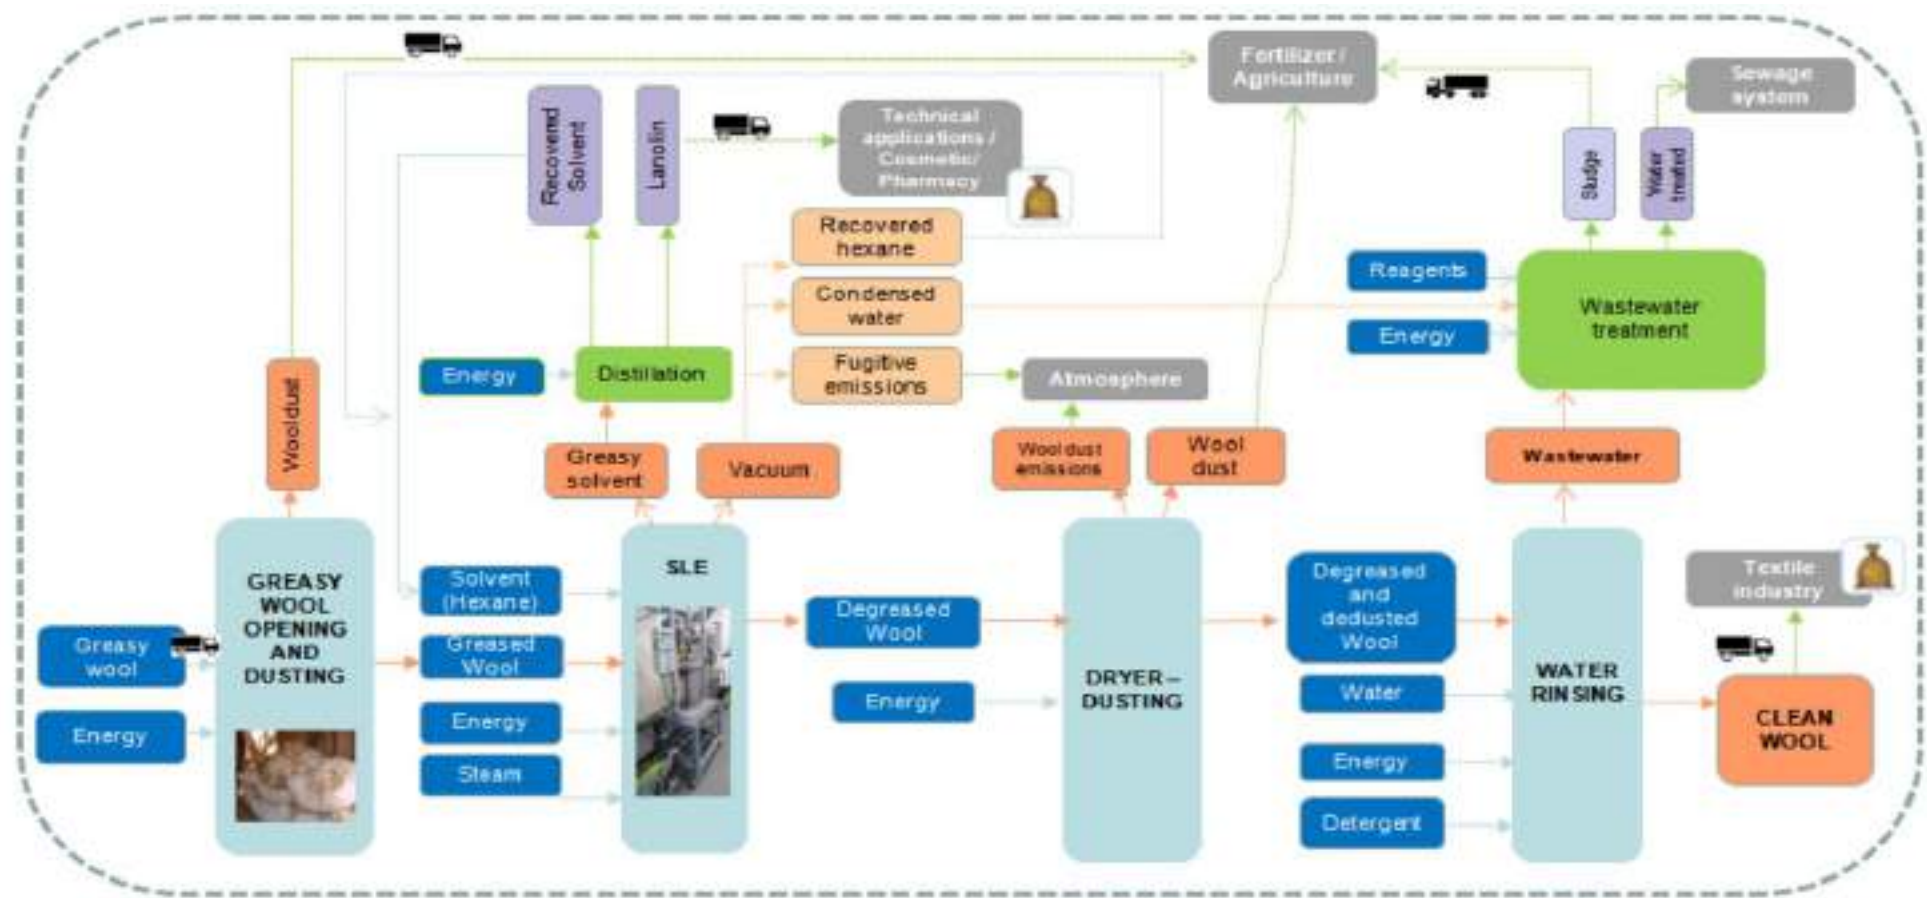 Fertilizer /
Agriculture
Sewage
system
Recovered
Solvent
Lanolin
Technical
applications /
Cosmetic/
Pharmacy
Sludge
Water
treated
Recovered
hexane
Condensed
water
Fugitive
emissions
Reagents
Energy
Wastewater
treatment
Energy
Distillation
Atmosphere
Wooldust
Greasy
solvent
Vacuum
Wool dust
emissions
Wool
dust
Wastewater
GREASY
WOOL
OPENING
AND
DUSTING
Greasy
wool
Energy
Solvent
(Hexane)
Greased
Wool
Energy
Steam
SLE
Degreased
Wool
Energy
DRYER –
DUSTING
Degreased
and
dedusted
Wool
Water
Energy
Detergent
WATER
RINSING
Textile
industry
CLEAN
WOOL